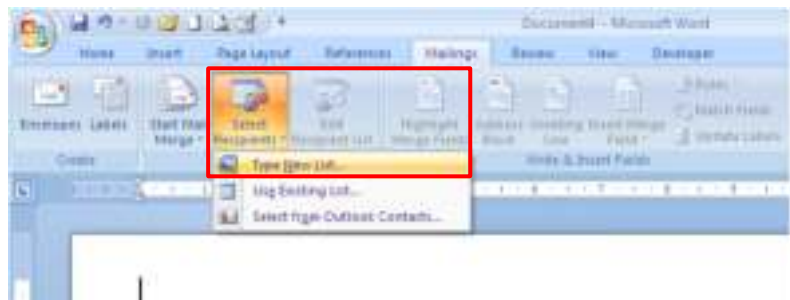 Document - Microsoft Word
Home Insert Page Layout References Mailings Review View Developer
Envelopes Labels Start Mail Merge Select Recipients Edit Recipient List Highlight Merge Fields Address Block Greeting Line Insert Merge Field Rules Match Fields Update Labels
Create Write & Insert Fields
Type New List...
Use Existing List...
Select from Outlook Contacts...